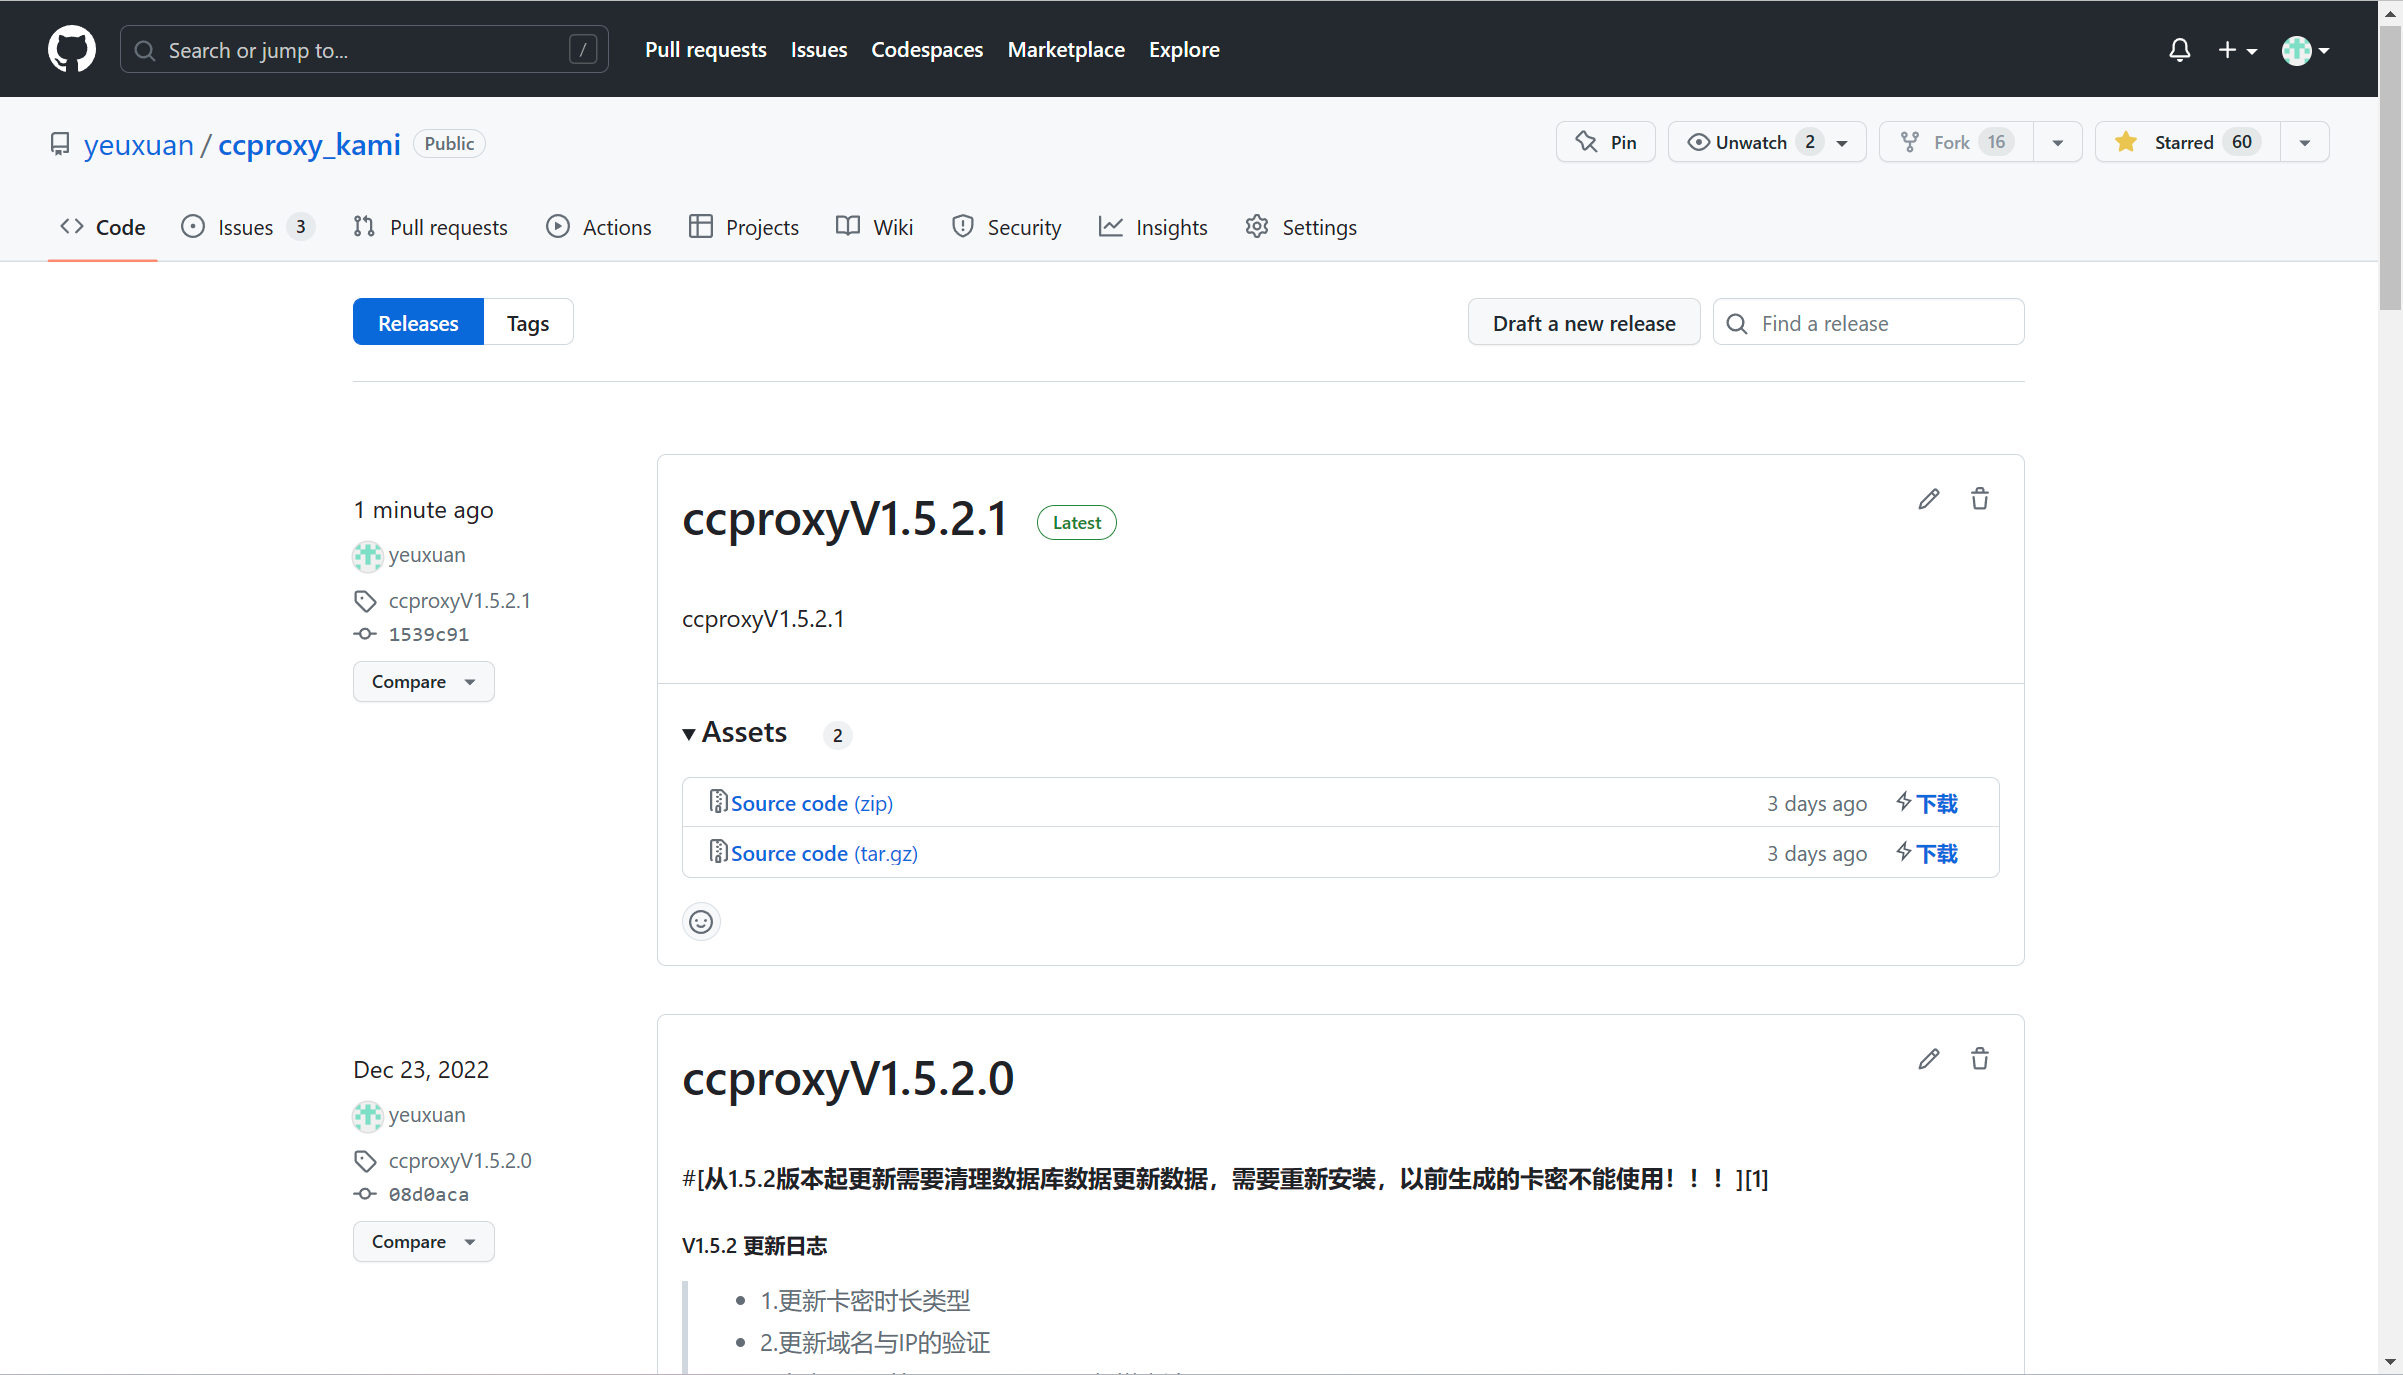 Search or jump to... /
Pull requests Issues Codespaces Marketplace Explore
yeuxuan / ccproxy_kami Public
Pin Unwatch 2 Fork 16 Starred 60
Code Issues 3 Pull requests Actions Projects Wiki Security Insights Settings
Releases Tags Draft a new release Find a release
1 minute ago
yeuxuan
ccproxyV1.5.2.1
1539c91
Compare
ccproxyV1.5.2.1 Latest
ccproxyV1.5.2.1
Assets 2
Source code (zip) 3 days ago 下载
Source code (tar.gz) 3 days ago 下载
Dec 23, 2022
yeuxuan
ccproxyV1.5.2.0
08d0aca
Compare
ccproxyV1.5.2.0
#[从1.5.2版本起更新需要清理数据库数据更新数据，需要重新安装，以前生成的卡密不能使用！！！][1]
V1.5.2 更新日志
1.更新卡密时长类型
2.更新域名与IP的验证